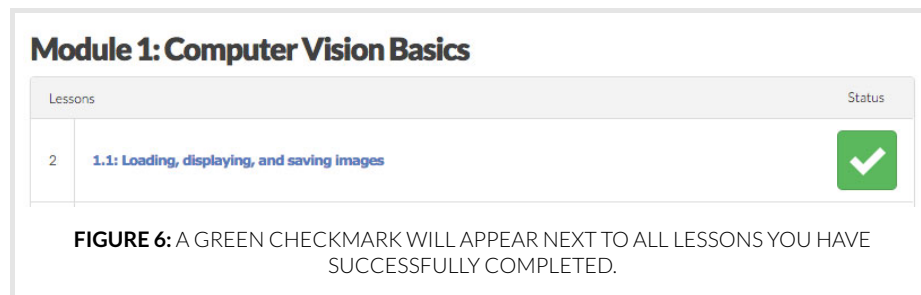 Module 1: Computer Vision Basics
Lessons Status
2 1.1: Loading, displaying, and saving images
FIGURE 6: A GREEN CHECKMARK WILL APPEAR NEXT TO ALL LESSONS YOU HAVE
SUCCESSFULLY COMPLETED.